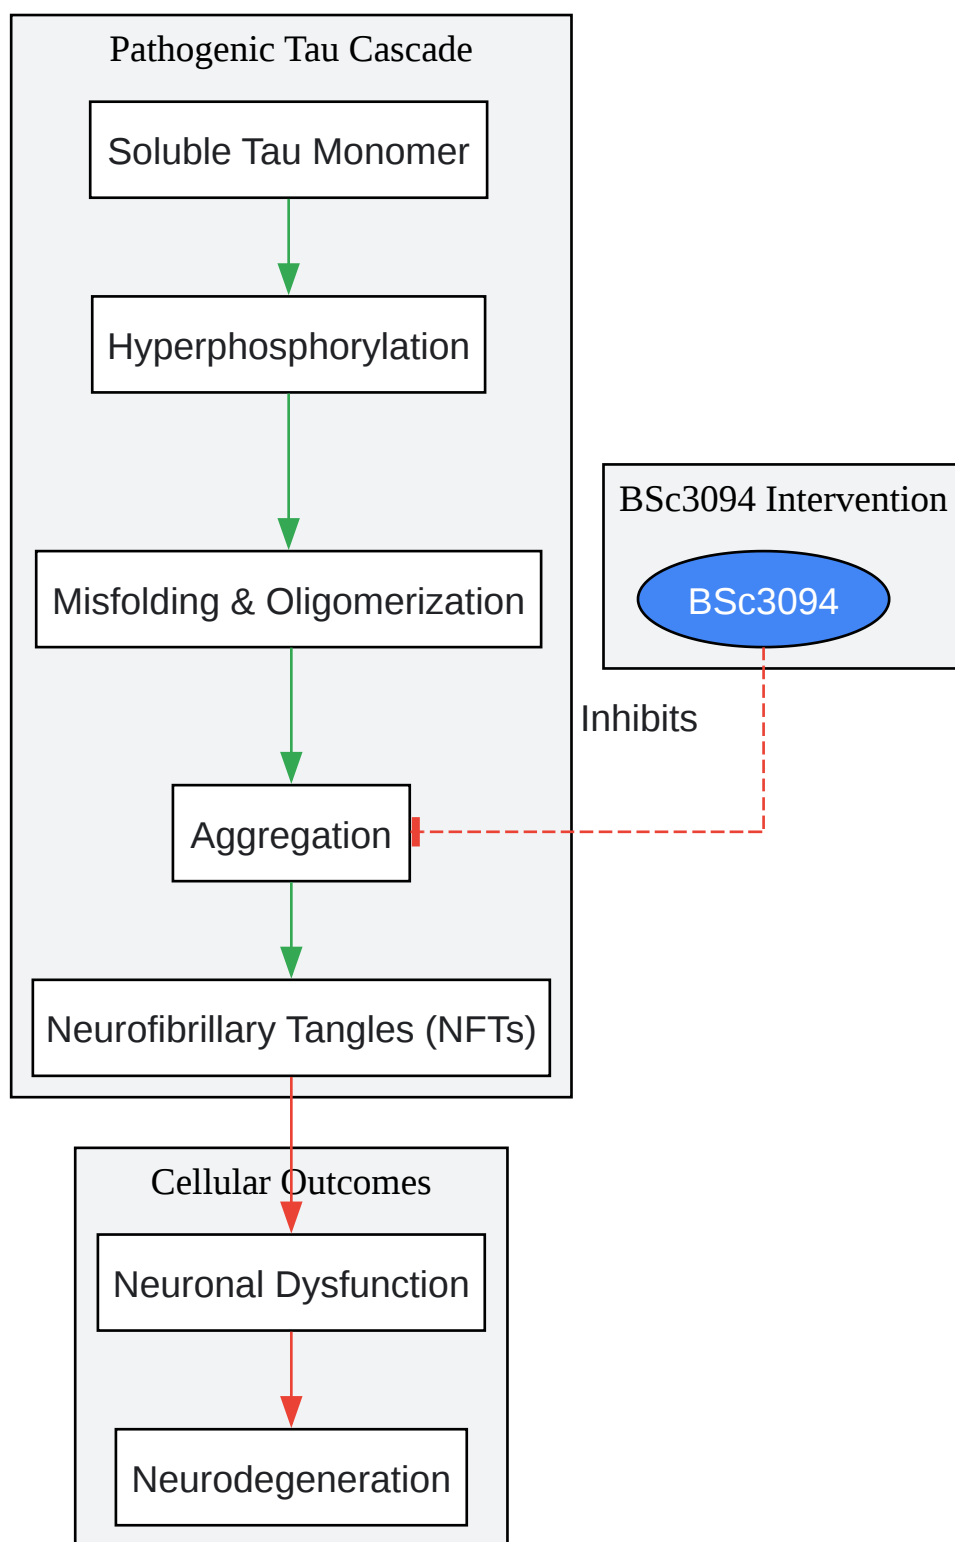 Pathogenic Tau Cascade
Soluble Tau Monomer
Hyperphosphorylation
BSc3094 Intervention
Misfolding & Oligomerization
BSc3094
Inhibits
Aggregation
Neurofibrillary Tangles (NFTs)
Cellular Outcomes
Neuronal Dysfunction
Neurodegeneration